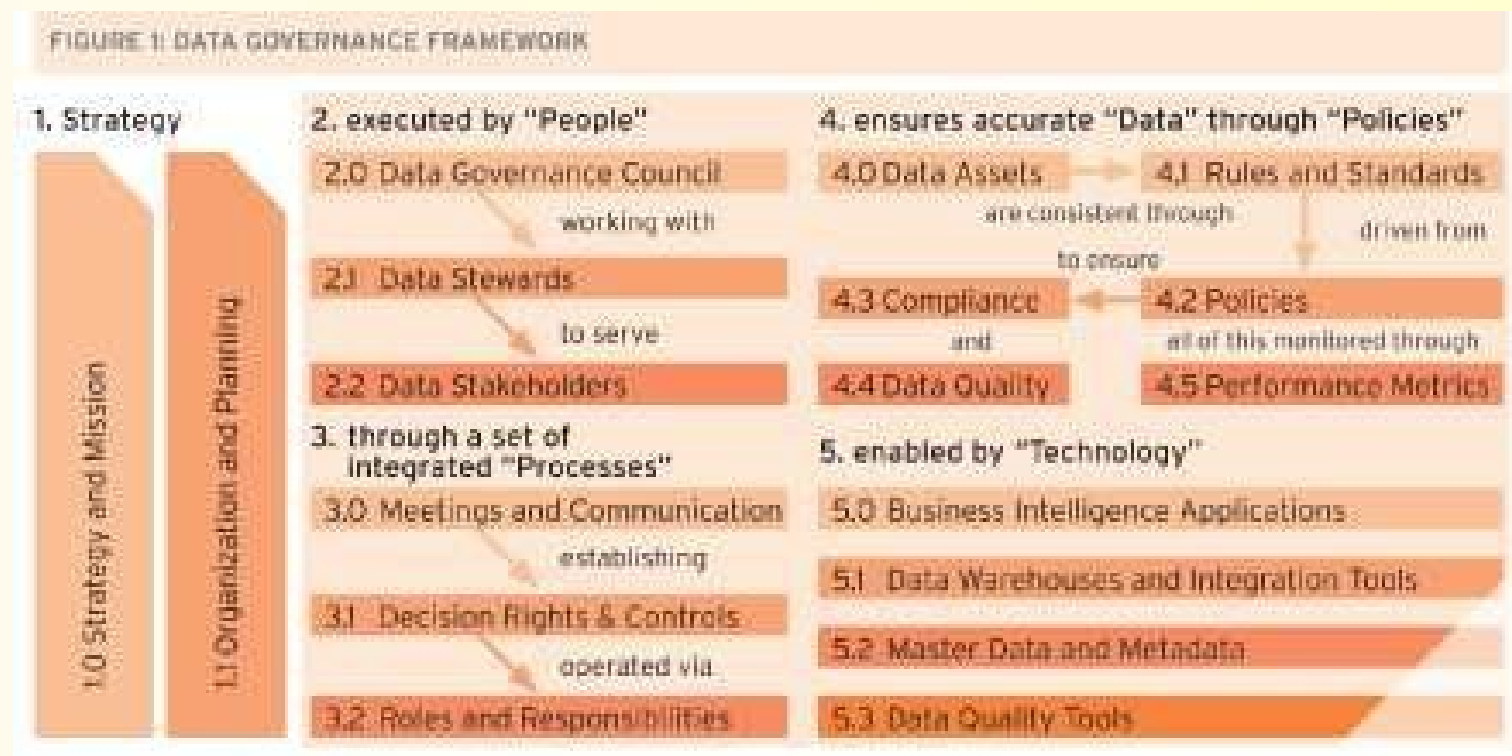 FIGURE 1: DATA GOVERNANCE FRAMEWORK
1. Strategy
1.0 Strategy and Mission
1.1 Organization and Planning
2. executed by "People"
2.0 Data Governance Council
working with
2.1 Data Stewards
to serve
2.2 Data Stakeholders
3. through a set of
integrated "Processes"
3.0 Meetings and Communication
establishing
3.1 Decision Rights & Controls
operated via
3.2 Roles and Responsibilities
4. ensures accurate "Data" through "Policies"
4.0 Data Assets
4.1 Rules and Standards
are consistent through
driven from
to ensure
4.3 Compliance
4.2 Policies
and
all of this monitored through
4.4 Data Quality
4.5 Performance Metrics
5. enabled by "Technology"
5.0 Business Intelligence Applications
5.1 Data Warehouses and Integration Tools
5.2 Master Data and Metadata
5.3 Data Quality Tools